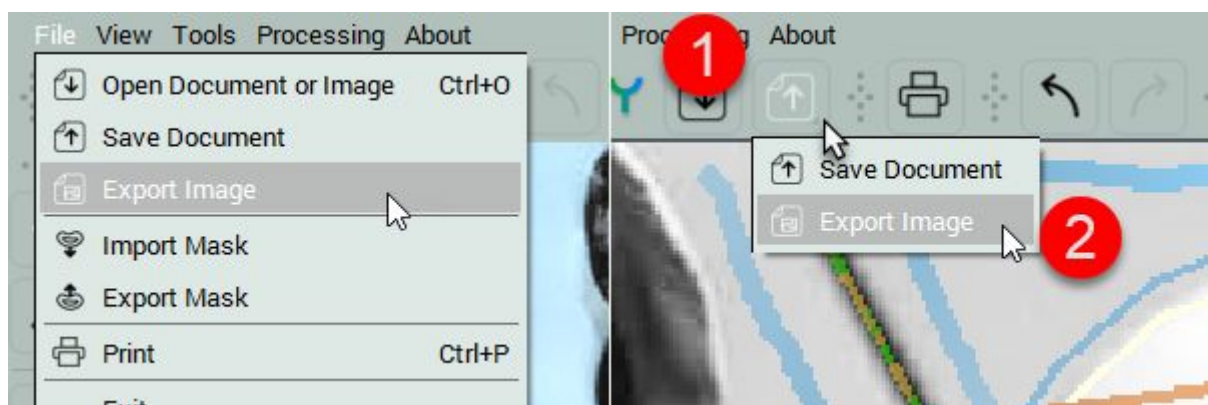 File View Tools Processing About
Open Document or Image Ctrl+O
Save Document
Export Image
Import Mask
Export Mask
Print Ctrl+P
About
1
Save Document
Export Image
2